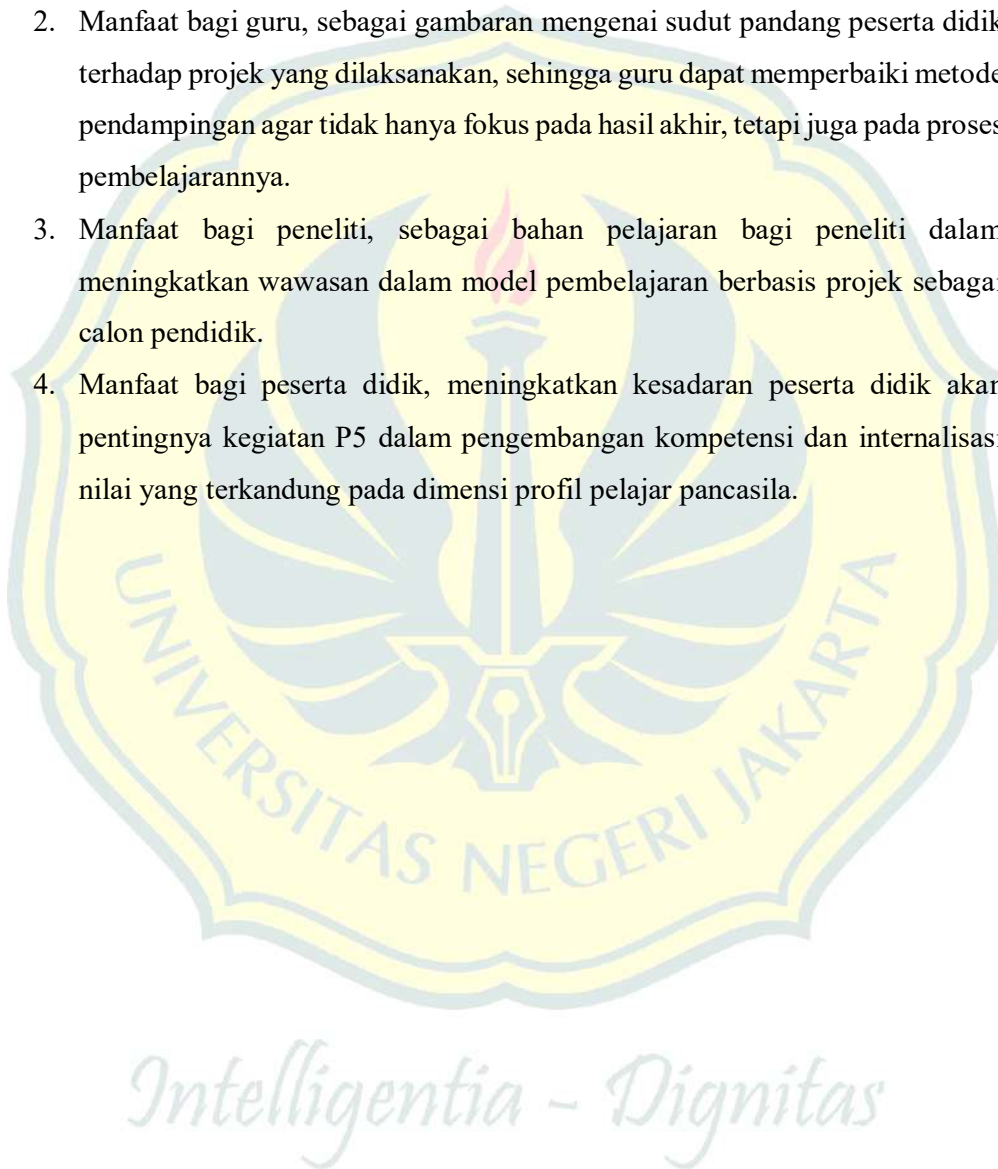 2. Manfaat bagi guru, sebagai gambaran mengenai sudut pandang peserta didik
terhadap projek yang dilaksanakan, sehingga guru dapat memperbaiki metode
pendampingan agar tidak hanya fokus pada hasil akhir, tetapi juga pada proses
pembelajarannya.
3. Manfaat bagi peneliti, sebagai bahan pelajaran bagi peneliti dalam
meningkatkan wawasan dalam model pembelajaran berbasis projek sebagai
calon pendidik.
4. Manfaat bagi peserta didik, meningkatkan kesadaran peserta didik akan
pentingnya kegiatan P5 dalam pengembangan kompetensi dan internalisasi
nilai yang terkandung pada dimensi profil pelajar pancasila.
UNIVERSITAS NEGERI JAKARTA
Intelligentia - Dignitas